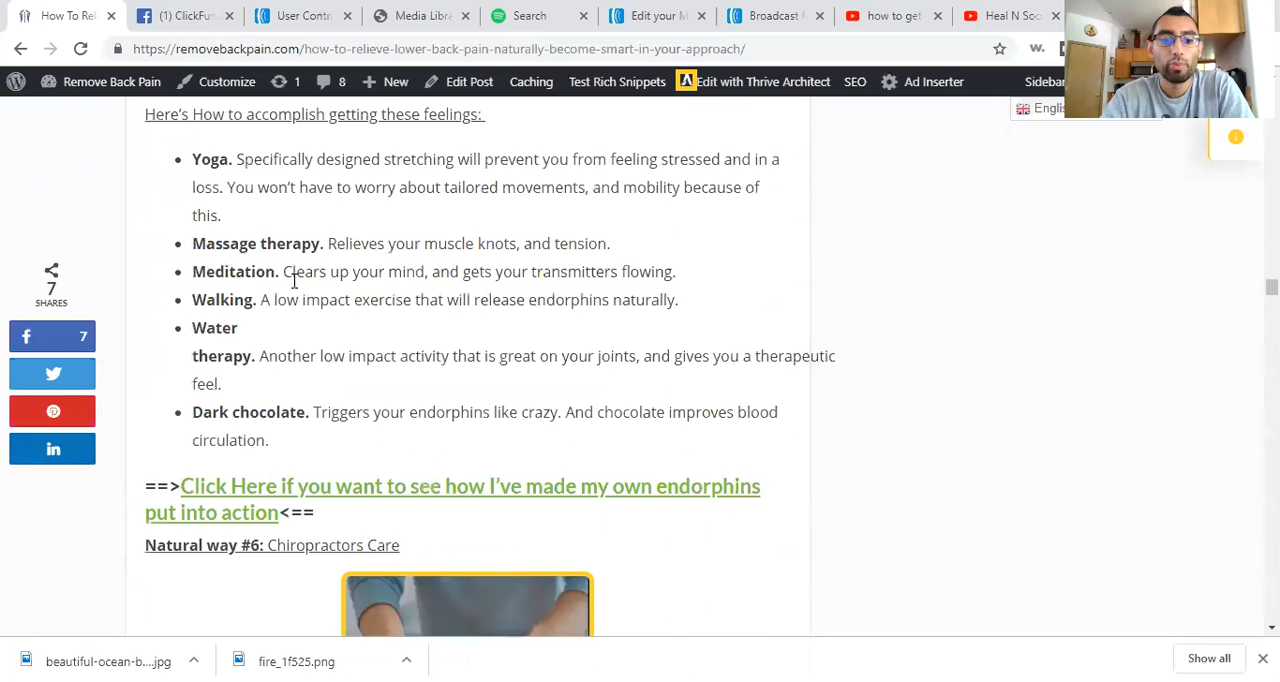 How To Reli
(1) ClickFun
User Contr
Media Libra
Search
Edit your M
Broadcast
how to get
Heal N Soo
https://removebackpain.com/how-to-relieve-lower-back-pain-naturally-become-smart-in-your-approach/
w.
Remove Back Pain
Customize
1
8
New
Edit Post
Caching
Test Rich Snippets
Edit with Thrive Architect
SEO
Ad Inserter
Sidebar
Engli
Here’s How to accomplish getting these feelings:
Yoga. Specifically designed stretching will prevent you from feeling stressed and in a
loss. You won’t have to worry about tailored movements, and mobility because of
this.
Massage therapy. Relieves your muscle knots, and tension.
Meditation. Clears up your mind, and gets your transmitters flowing.
Walking. A low impact exercise that will release endorphins naturally.
Water
therapy. Another low impact activity that is great on your joints, and gives you a therapeutic
feel.
Dark chocolate. Triggers your endorphins like crazy. And chocolate improves blood
circulation.
==>Click Here if you want to see how I’ve made my own endorphins
put into action<==
Natural way #6: Chiropractors Care
7
SHARES
7
beautiful-ocean-b....jpg
fire_1f525.png
Show all